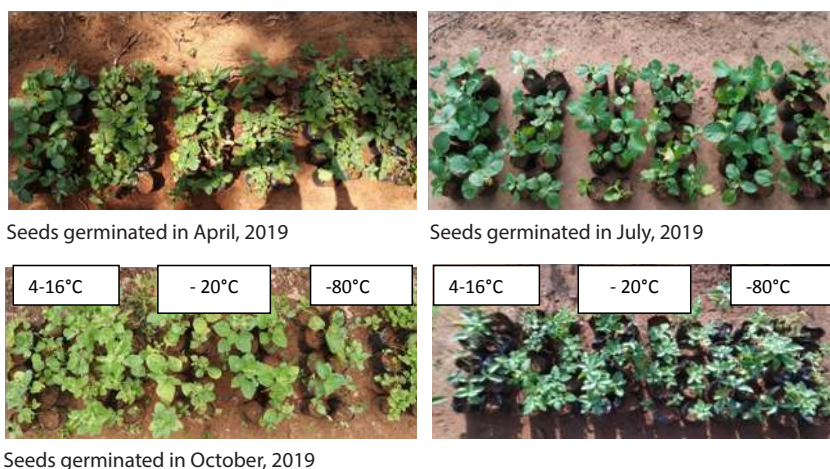 Seeds germinated in April, 2019
Seeds germinated in July, 2019
4-16°C
- 20°C
-80°C
4-16°C
- 20°C
-80°C
Seeds germinated in October, 2019